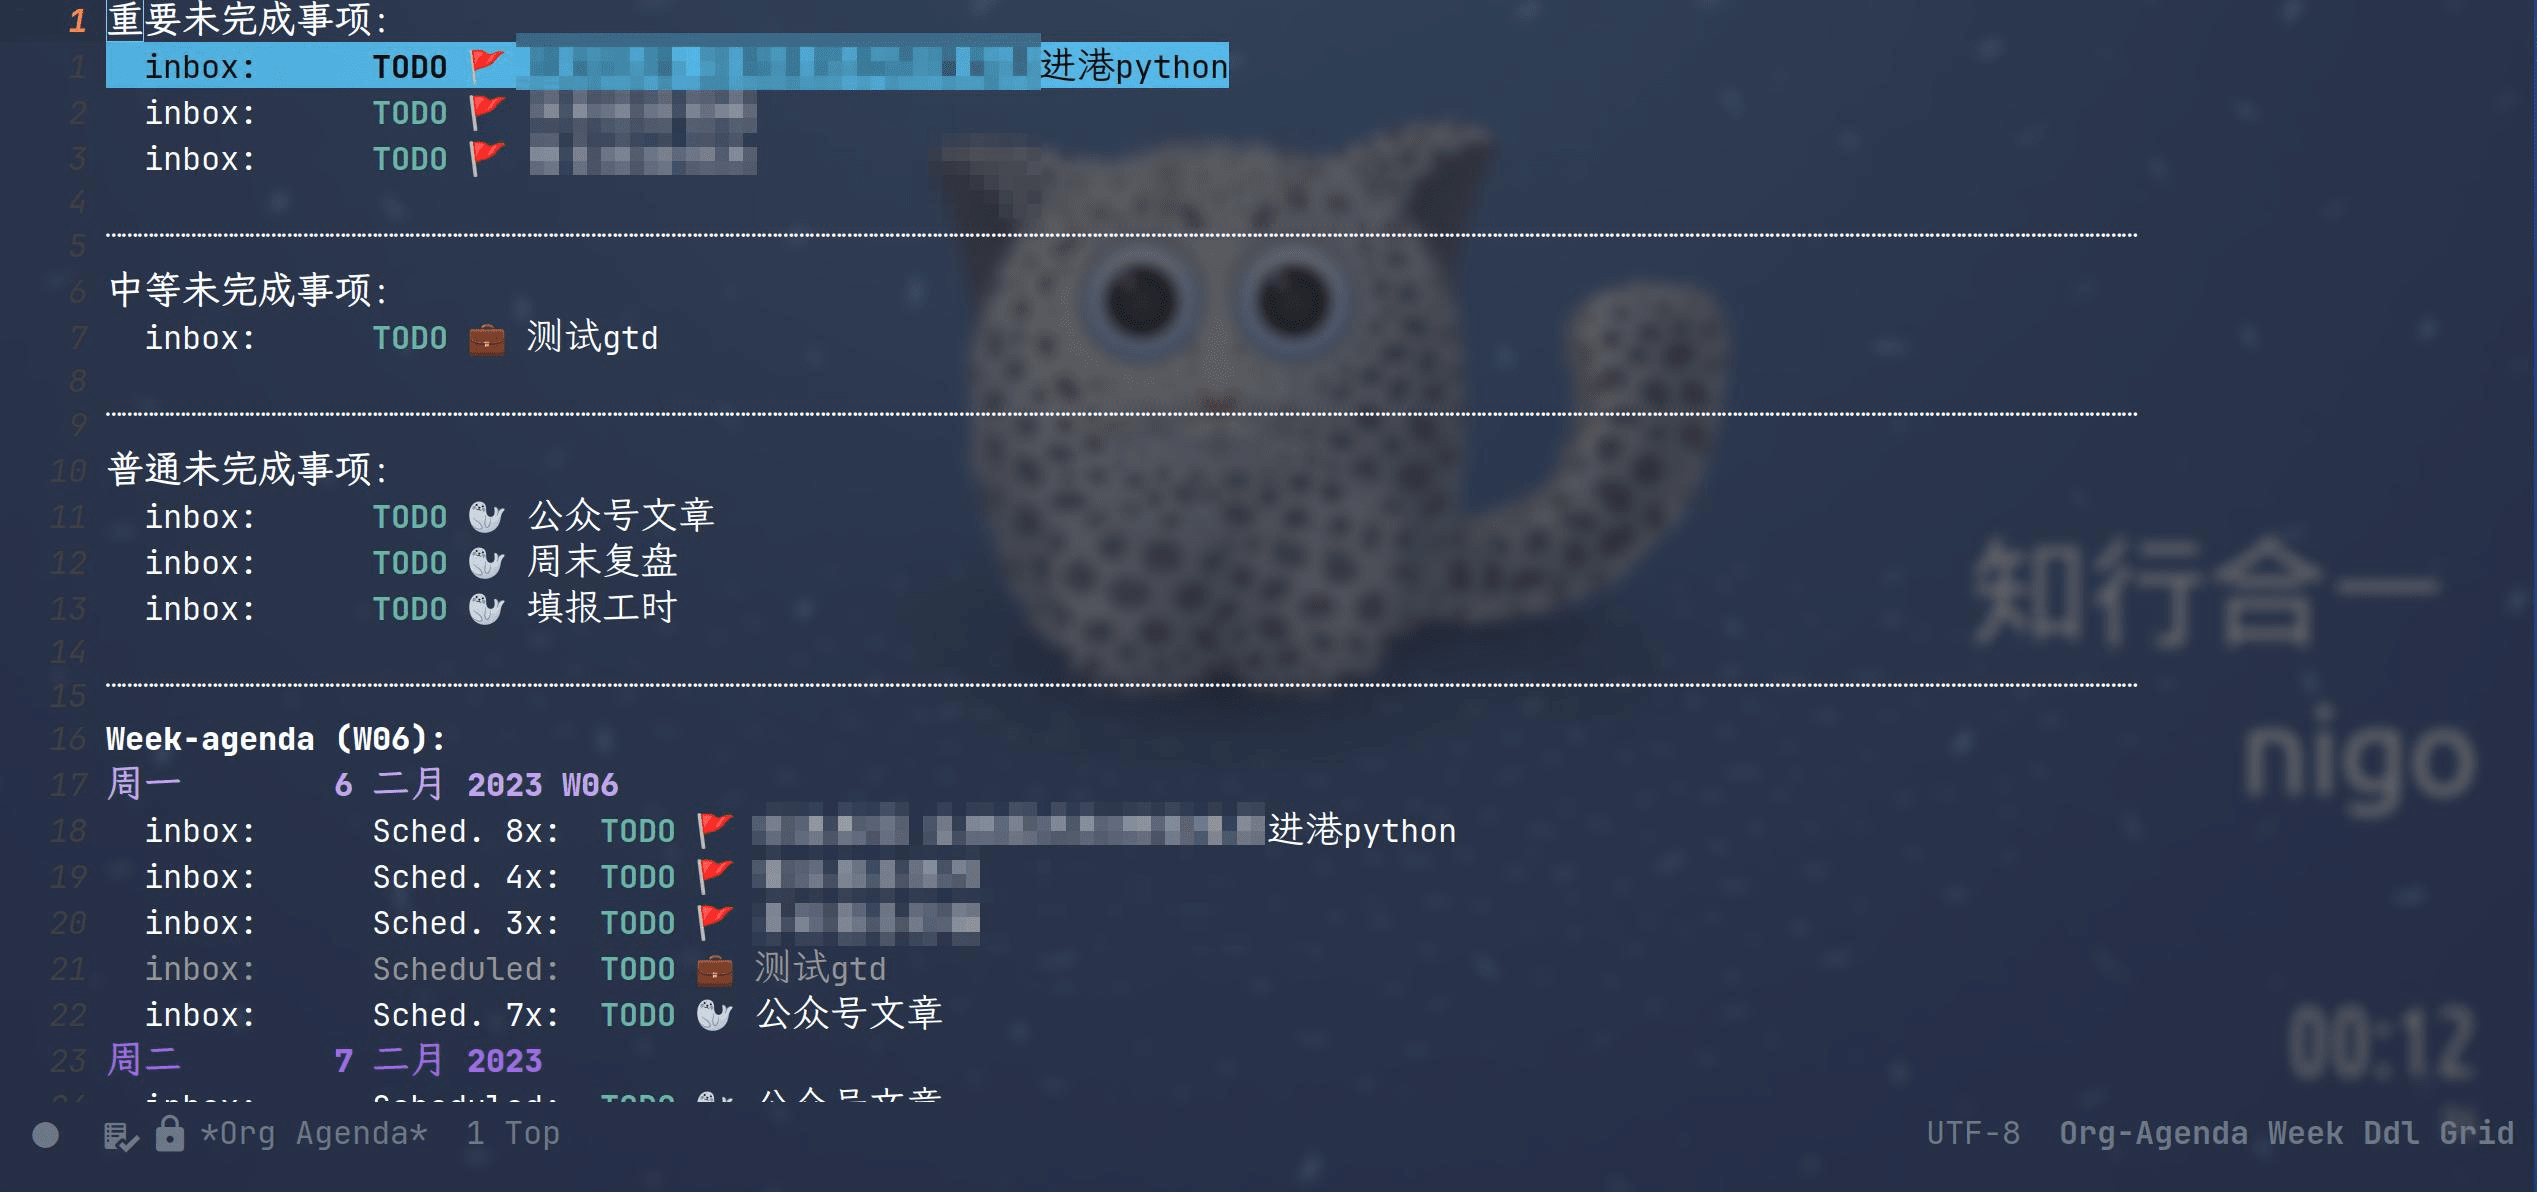 1 重要未完成事项:
1 inbox: TODO 进港python
2 inbox: TODO
3 inbox: TODO
4
5
6 中等未完成事项:
7 inbox: TODO 测试gtd
8
9
10 普通未完成事项:
11 inbox: TODO 公众号文章
12 inbox: TODO 周末复盘
13 inbox: TODO 填报工时
14
15
16 Week-agenda (W06):
17 周一 6 二月 2023 W06
18 inbox: Sched. 8x: TODO 进港python
19 inbox: Sched. 4x: TODO
20 inbox: Sched. 3x: TODO
21 inbox: Scheduled: TODO 测试gtd
22 inbox: Sched. 7x: TODO 公众号文章
23 周二 7 二月 2023
inbox: Scheduled: TODO 公众号文章
知行合一
nigo
00:12
*Org Agenda* 1 Top
UTF-8 Org-Agenda Week Ddl Grid